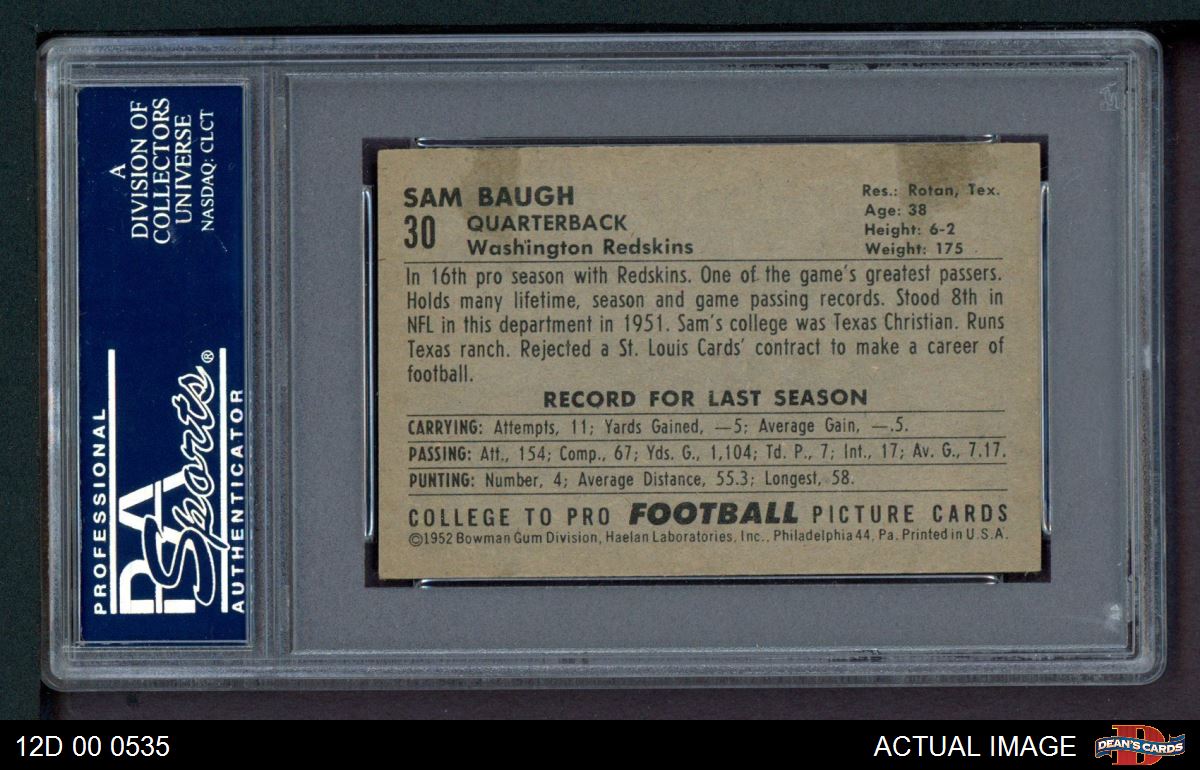 A
DIVISION OF
COLLECTORS
UNIVERSE
NASDAQ: CLCT
PROFESSIONAL
PSA
Sports®
AUTHENTICATOR
SAM BAUGH
30
QUARTERBACK
Washington Redskins
Res.: Rotan, Tex.
Age: 38
Height: 6-2
Weight: 175
In 16th pro season with Redskins. One of the game's greatest passers.
Holds many lifetime, season and game passing records. Stood 8th in
NFL in this department in 1951. Sam's college was Texas Christian. Runs
Texas ranch. Rejected a St. Louis Cards' contract to make a career of
football.
RECORD FOR LAST SEASON
CARRYING: Attempts, 11; Yards Gained, —5; Average Gain, —.5.
PASSING: Att., 154; Comp., 67; Yds. G., 1,104; Td. P., 7; Int., 17; Av. G., 7.17.
PUNTING: Number, 4; Average Distance, 55.3; Longest, 58.
COLLEGE TO PRO FOOTBALL PICTURE CARDS
©1952 Bowman Gum Division, Haelan Laboratories, Inc., Philadelphia 44, Pa. Printed in U.S.A.
12D 00 0535
ACTUAL IMAGE
D
DEAN'S CARDS